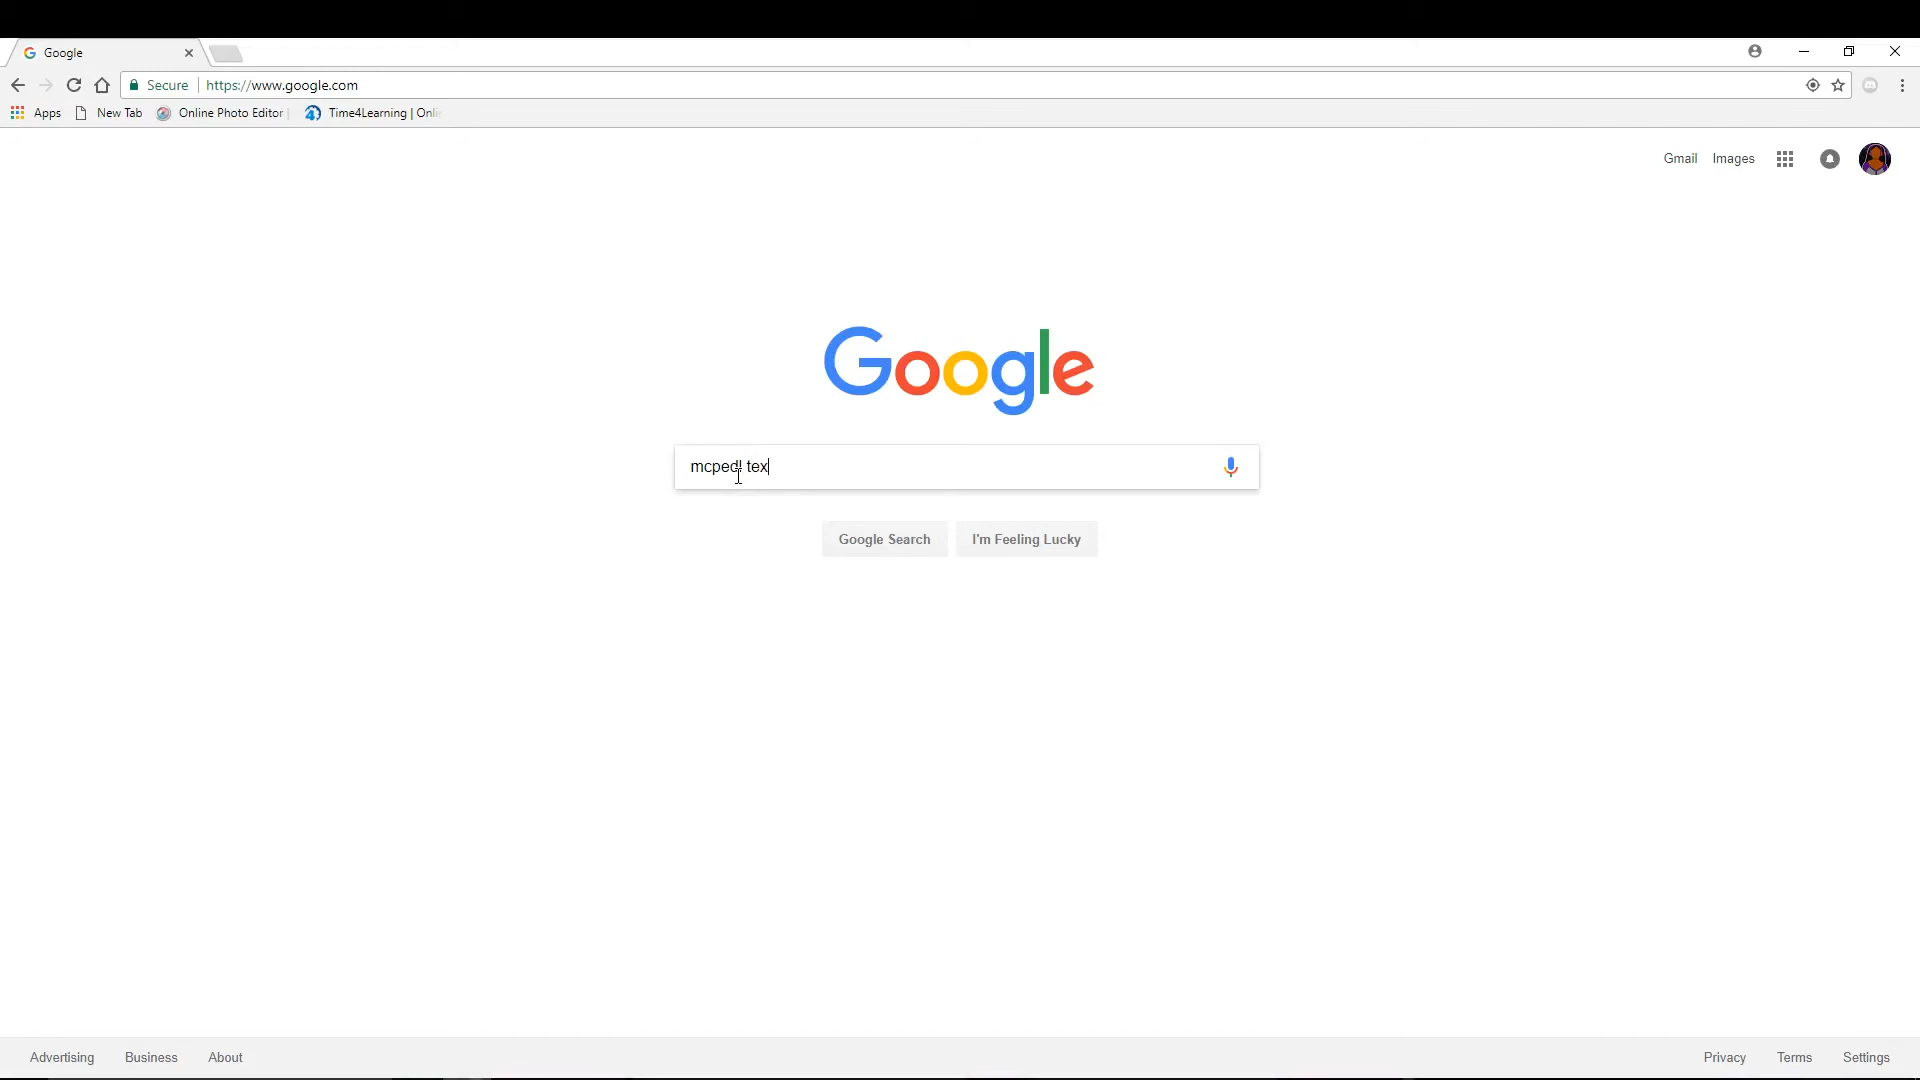 Google
Secure https://www.google.com
Apps New Tab Online Photo Editor Time4Learning | Onli
Gmail Images
Google
mcpedl tex
Google Search I'm Feeling Lucky
Advertising Business About Privacy Terms Settings